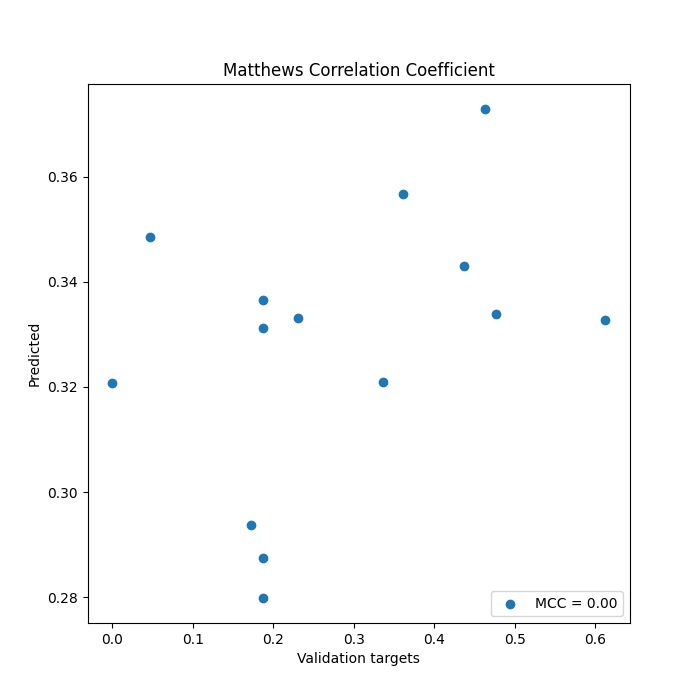 Matthews Correlation Coefficient
Predicted
0.36
0.34
0.32
0.30
0.28
MCC = 0.00
0.0 0.1 0.2 0.3 0.4 0.5 0.6
Validation targets